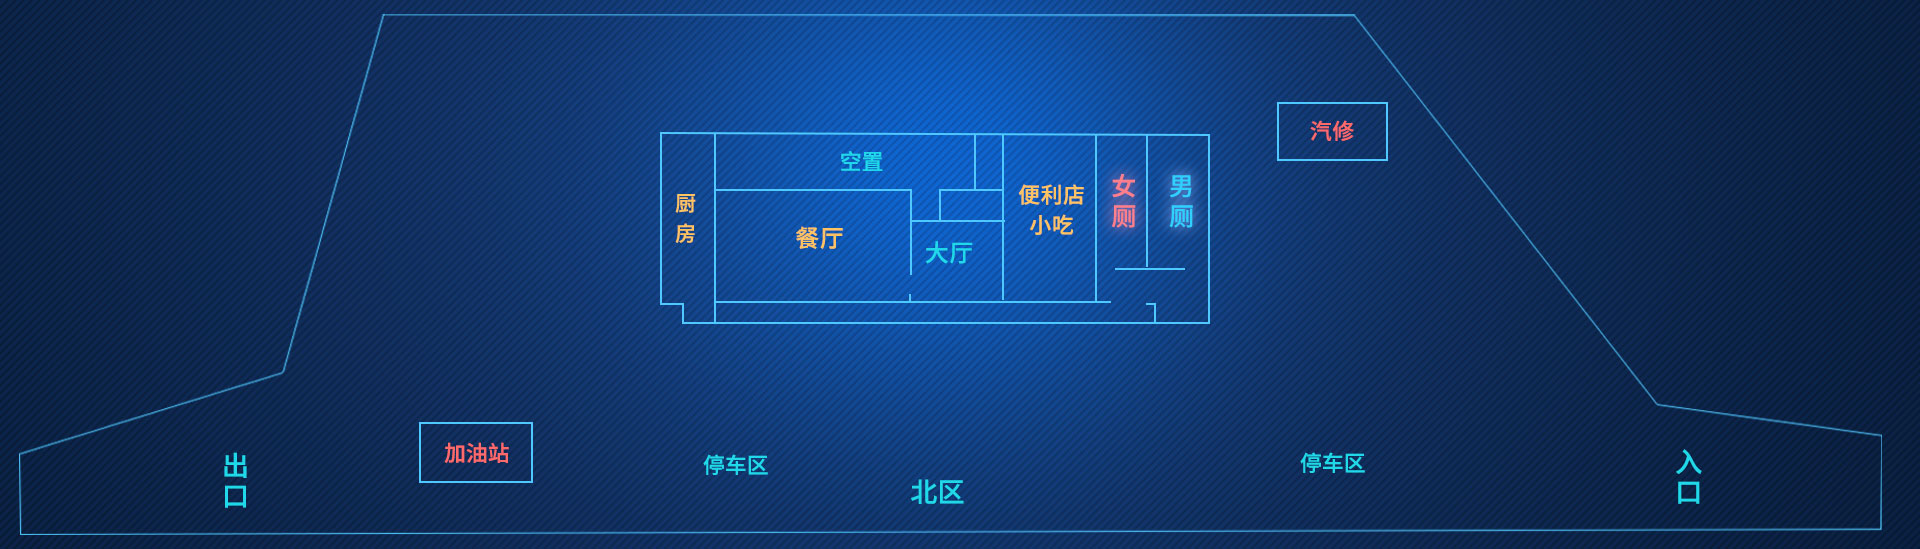 汽修
空置
厨
房
餐厅
大厅
便利店
小吃
女
厕
男
厕
出
口
加油站
停车区
北区
停车区
入
口